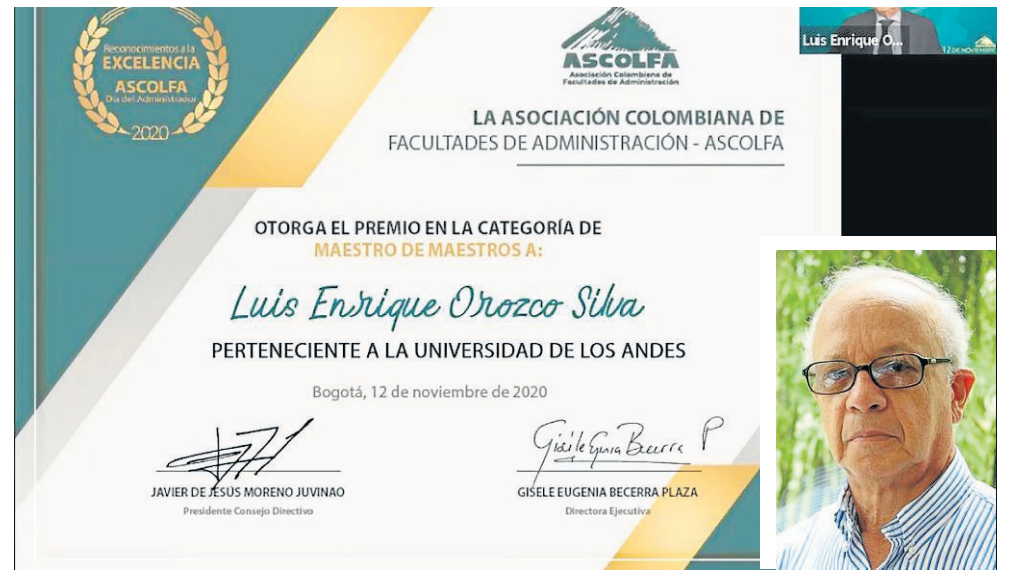 Reconocimientos a la
EXCELENCIA
ASCOLFA
Día del Administrador
2020
ASCOLFA
Asociación Colombiana de
Facultades de Administración
Luis Enrique O...
12 DE NOVIEMBRE
LA ASOCIACIÓN COLOMBIANA DE
FACULTADES DE ADMINISTRACIÓN - ASCOLFA
OTORGA EL PREMIO EN LA CATEGORÍA DE
MAESTRO DE MAESTROS A:
Luis Enrique Orozco Silva
PERTENECIENTE A LA UNIVERSIDAD DE LOS ANDES
Bogotá, 12 de noviembre de 2020
JAVIER DE JESÚS MORENO JUVINAO
Presidente Consejo Directivo
GISELE EUGENIA BECERRA PLAZA
Directora Ejecutiva